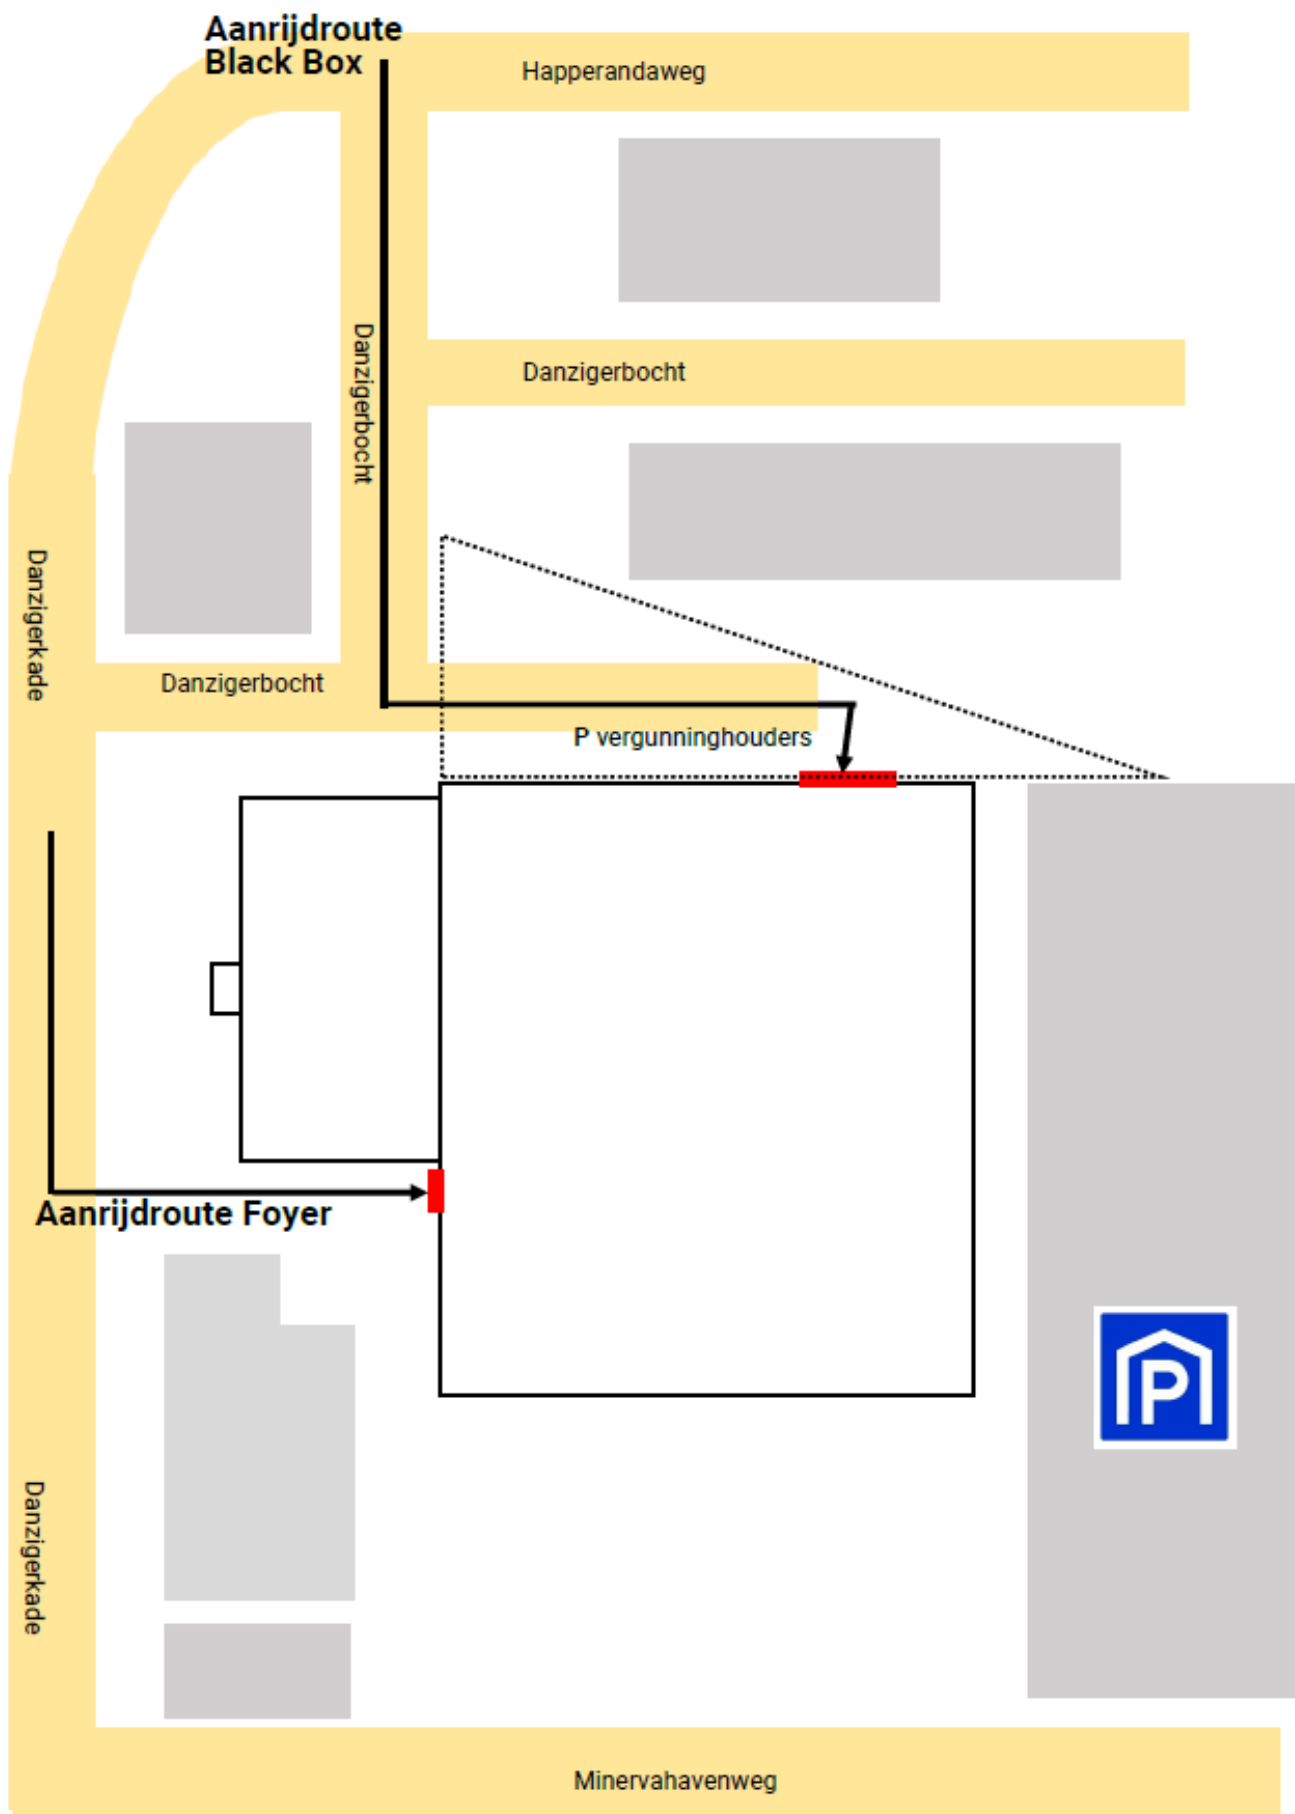 Aanrijdroute
Black Box
Happerandaweg
Danzigerbocht
Danzigerbocht
Danzigerkade
Danzigerbocht
P vergunninghouders
Aanrijdroute Foyer
P
Danzigerkade
Minervahavenweg